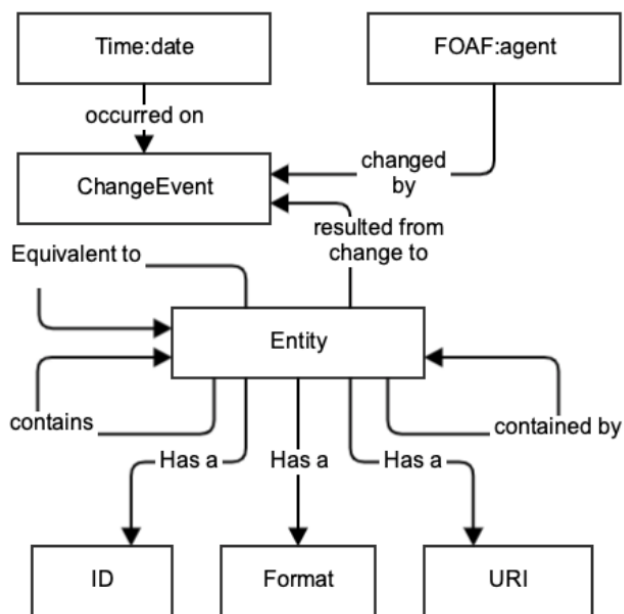 Time:date
FOAF:agent
occurred on
changed
by
ChangeEvent
resulted from
change to
Equivalent to
Entity
contains
contained by
Has a
Has a
Has a
ID
Format
URI